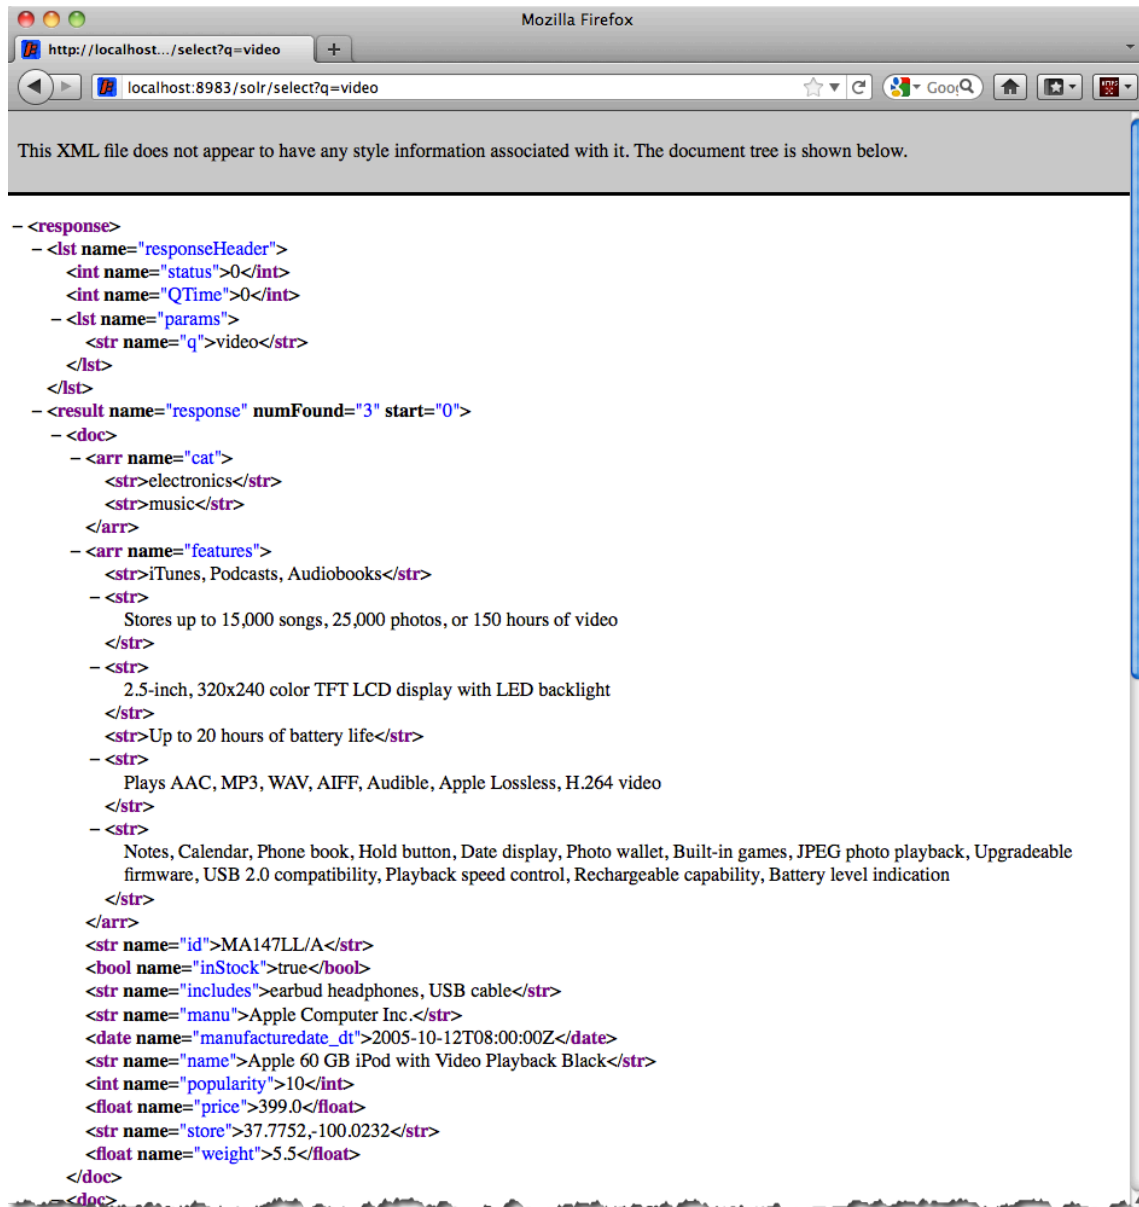 Mozilla Firefox
http://localhost.../select?q=video
+
localhost:8983/solr/select?q=video
This XML file does not appear to have any style information associated with it. The document tree is shown below.
– <response>
– <lst name="responseHeader">
<int name="status">0</int>
<int name="QTime">0</int>
– <lst name="params">
<str name="q">video</str>
</lst>
</lst>
– <result name="response" numFound="3" start="0">
– <doc>
– <arr name="cat">
<str>electronics</str>
<str>music</str>
</arr>
– <arr name="features">
<str>iTunes, Podcasts, Audiobooks</str>
– <str>
Stores up to 15,000 songs, 25,000 photos, or 150 hours of video
</str>
– <str>
2.5-inch, 320x240 color TFT LCD display with LED backlight
</str>
<str>Up to 20 hours of battery life</str>
– <str>
Plays AAC, MP3, WAV, AIFF, Audible, Apple Lossless, H.264 video
</str>
– <str>
Notes, Calendar, Phone book, Hold button, Date display, Photo wallet, Built-in games, JPEG photo playback, Upgradeable
firmware, USB 2.0 compatibility, Playback speed control, Rechargeable capability, Battery level indication
</str>
</arr>
<str name="id">MA147LL/A</str>
<bool name="inStock">true</bool>
<str name="includes">earbud headphones, USB cable</str>
<str name="manu">Apple Computer Inc.</str>
<date name="manufacturedate_dt">2005-10-12T08:00:00Z</date>
<str name="name">Apple 60 GB iPod with Video Playback Black</str>
<int name="popularity">10</int>
<float name="price">399.0</float>
<str name="store">37.7752,-100.0232</str>
<float name="weight">5.5</float>
</doc>
– <doc>